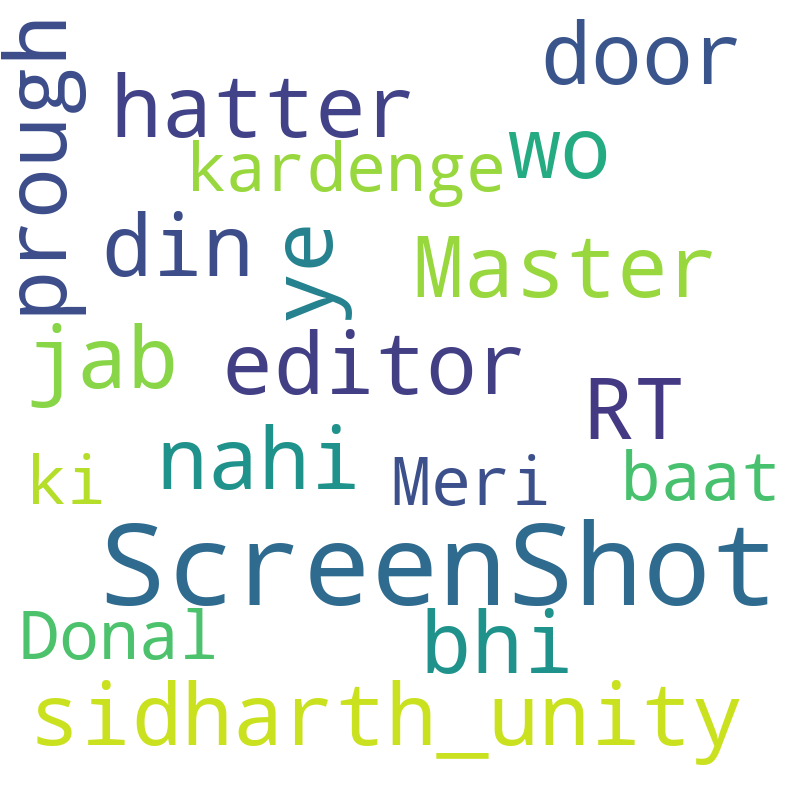 door
prough
hatter
wo
kardenge
din
ye
Master
jab
editor
RT
nahi
ki
Meri
baat
ScreenShot
Donal
bhi
sidharth_unity